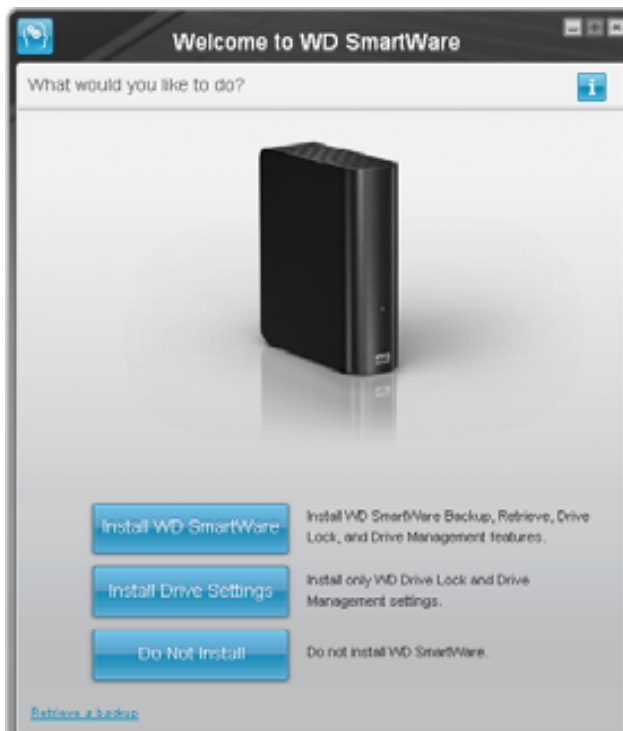 Welcome to WD SmartWare
What would you like to do?
i
Install WD SmartWare
Install WD SmartWare Backup, Retrieve, Drive
Lock, and Drive Management features.
Install Drive Settings
Install only WD Drive Lock and Drive
Management settings.
Do Not Install
Do not install WD SmartWare.
Retrieve a backup